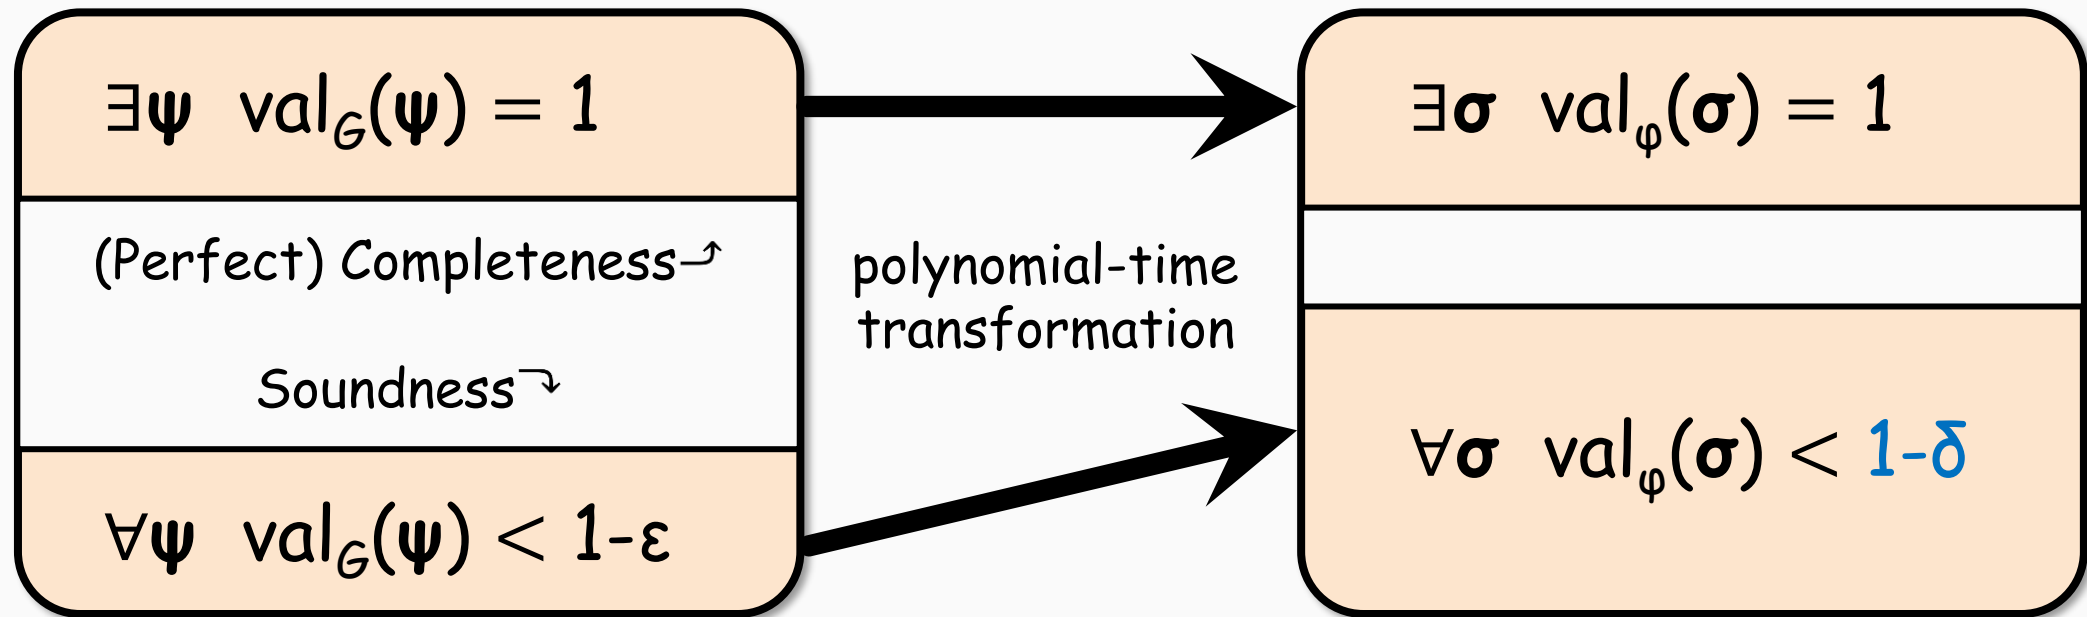 ∃ψ val_G(ψ) = 1
(Perfect) Completeness⤴
Soundness⤵
∀ψ val_G(ψ) < 1-ε
polynomial-time
transformation
∃σ val_φ(σ) = 1
∀σ val_φ(σ) < 1-δ